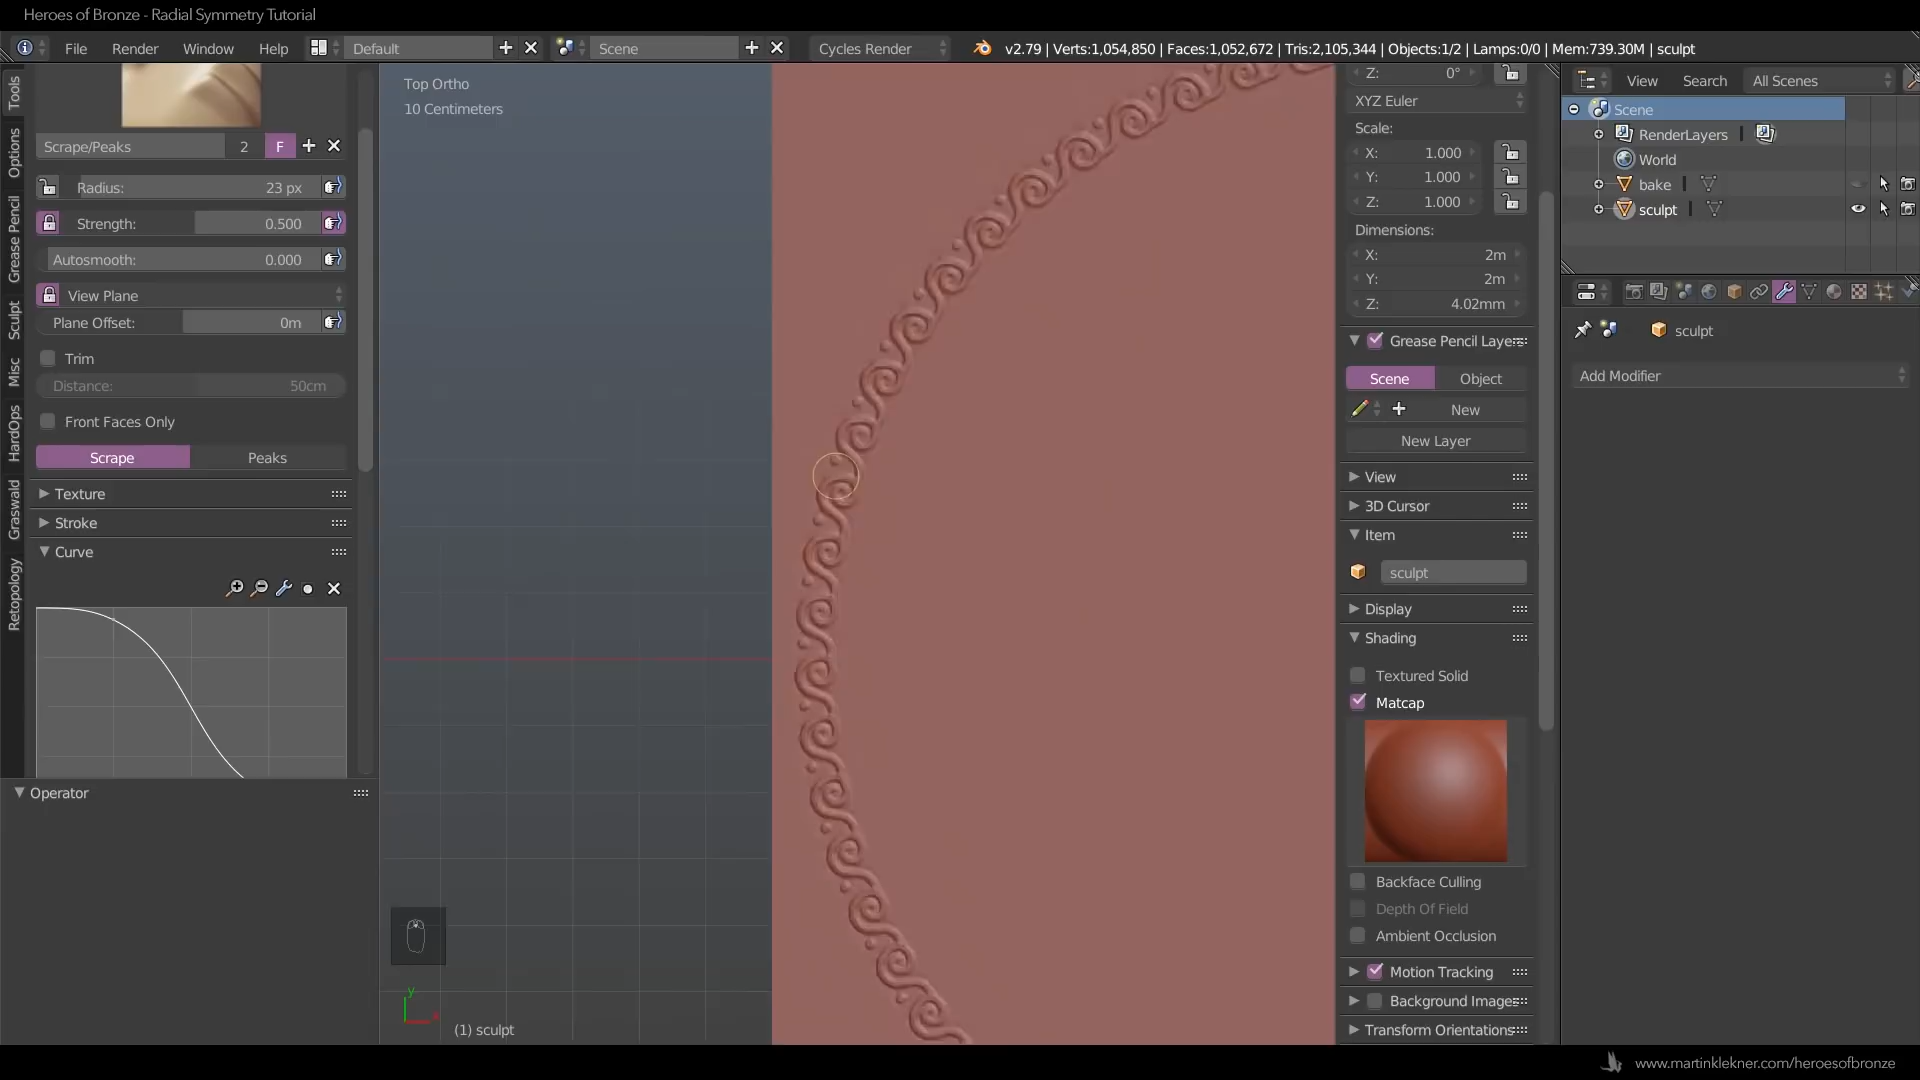 Heroes of Bronze - Radial Symmetry Tutorial
File Render Window Help Default Scene Cycles Render v2.79 | Verts:1,054,850 | Faces:1,052,672 | Tris:2,105,344 | Objects:1/2 | Lamps:0/0 | Mem:739.30M | sculpt
Tools
Options
Grease Pencil
Sculpt
Misc
HardOps
Graswald
Retopology
Scrape/Peaks 2 F
Radius: 23 px
Strength: 0.500
Autosmooth: 0.000
View Plane
Plane Offset: 0m
Trim
Distance: 50cm
Front Faces Only
Scrape Peaks
Texture
Stroke
Curve
Operator
Top Ortho
10 Centimeters
y
x
(1) sculpt
Z: 0°
XYZ Euler
Scale:
X: 1.000
Y: 1.000
Z: 1.000
Dimensions:
X: 2m
Y: 2m
Z: 4.02mm
Grease Pencil Laye
Scene Object
New
New Layer
View
3D Cursor
Item
sculpt
Display
Shading
Textured Solid
Matcap
Backface Culling
Depth Of Field
Ambient Occlusion
Motion Tracking
Background Image
Transform Orientations
View Search All Scenes
Scene
RenderLayers
World
bake
sculpt
sculpt
Add Modifier
www.martinklekner.com/heroesofbronze